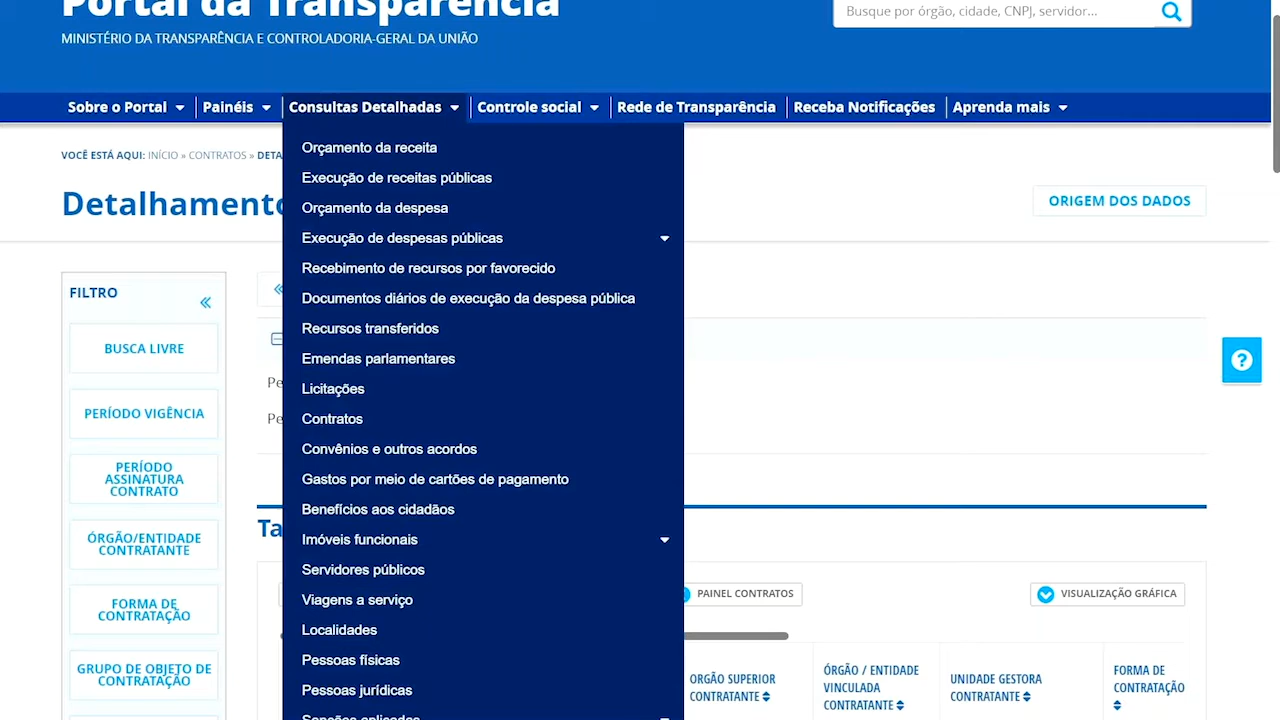 Portal da Transparência
MINISTÉRIO DA TRANSPARÊNCIA E CONTROLADORIA-GERAL DA UNIÃO
Busque por órgão, cidade, CNPJ, servidor...
Sobre o Portal
Painéis
Consultas Detalhadas
Controle social
Rede de Transparência
Receba Notificações
Aprenda mais
VOCÊ ESTÁ AQUI: INÍCIO » CONTRATOS » DETA
Detalhamento
ORIGEM DOS DADOS
Orçamento da receita
Execução de receitas públicas
Orçamento da despesa
Execução de despesas públicas
Recebimento de recursos por favorecido
Documentos diários de execução da despesa pública
Recursos transferidos
Emendas parlamentares
Licitações
Contratos
Convênios e outros acordos
Gastos por meio de cartões de pagamento
Benefícios aos cidadãos
Imóveis funcionais
Servidores públicos
Viagens a serviço
Localidades
Pessoas físicas
Pessoas jurídicas
Sanções aplicadas
FILTRO
BUSCA LIVRE
PERÍODO VIGÊNCIA
PERÍODO
ASSINATURA
CONTRATO
ÓRGÃO/ENTIDADE
CONTRATANTE
FORMA DE
CONTRATAÇÃO
GRUPO DE OBJETO DE
CONTRATAÇÃO
Pe
Pe
Ta
PAINEL CONTRATOS
VISUALIZAÇÃO GRÁFICA
ORGÃO SUPERIOR
CONTRATANTE
ÓRGÃO / ENTIDADE
VINCULADA
CONTRATANTE
UNIDADE GESTORA
CONTRATANTE
FORMA DE
CONTRATAÇÃO